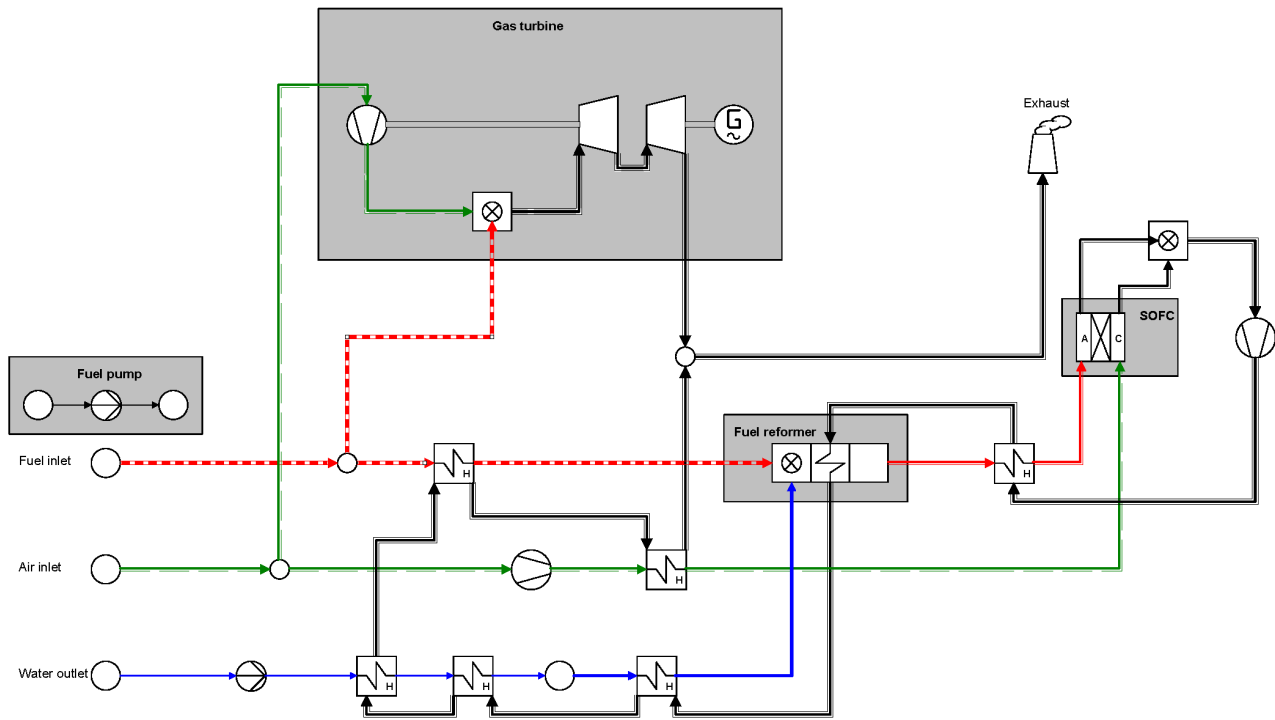 Gas turbine
G
Exhaust
SOFC
A C
Fuel pump
Fuel reformer
Fuel inlet
H
H
Air inlet
H
Water outlet
H
H
H